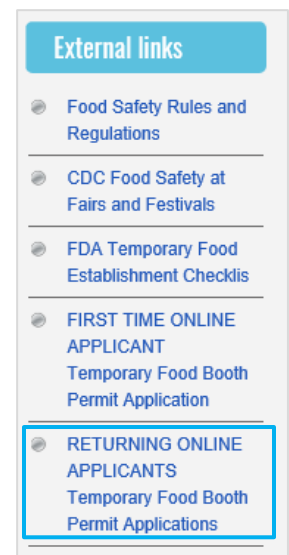 External links
Food Safety Rules and
Regulations
CDC Food Safety at
Fairs and Festivals
FDA Temporary Food
Establishment Checklis
FIRST TIME ONLINE
APPLICANT
Temporary Food Booth
Permit Application
RETURNING ONLINE
APPLICANTS
Temporary Food Booth
Permit Applications